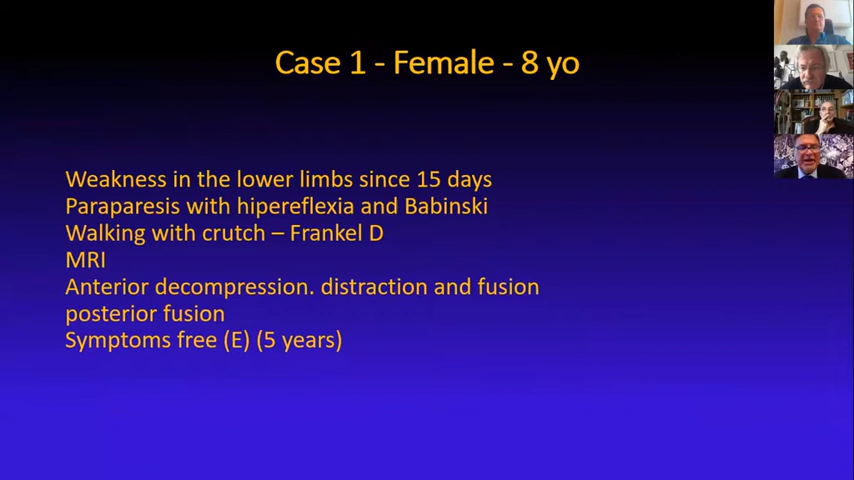 Case 1 - Female - 8 yo
Weakness in the lower limbs since 15 days
Paraparesis with hipereflexia and Babinski
Walking with crutch – Frankel D
MRI
Anterior decompression. distraction and fusion
posterior fusion
Symptoms free (E) (5 years)